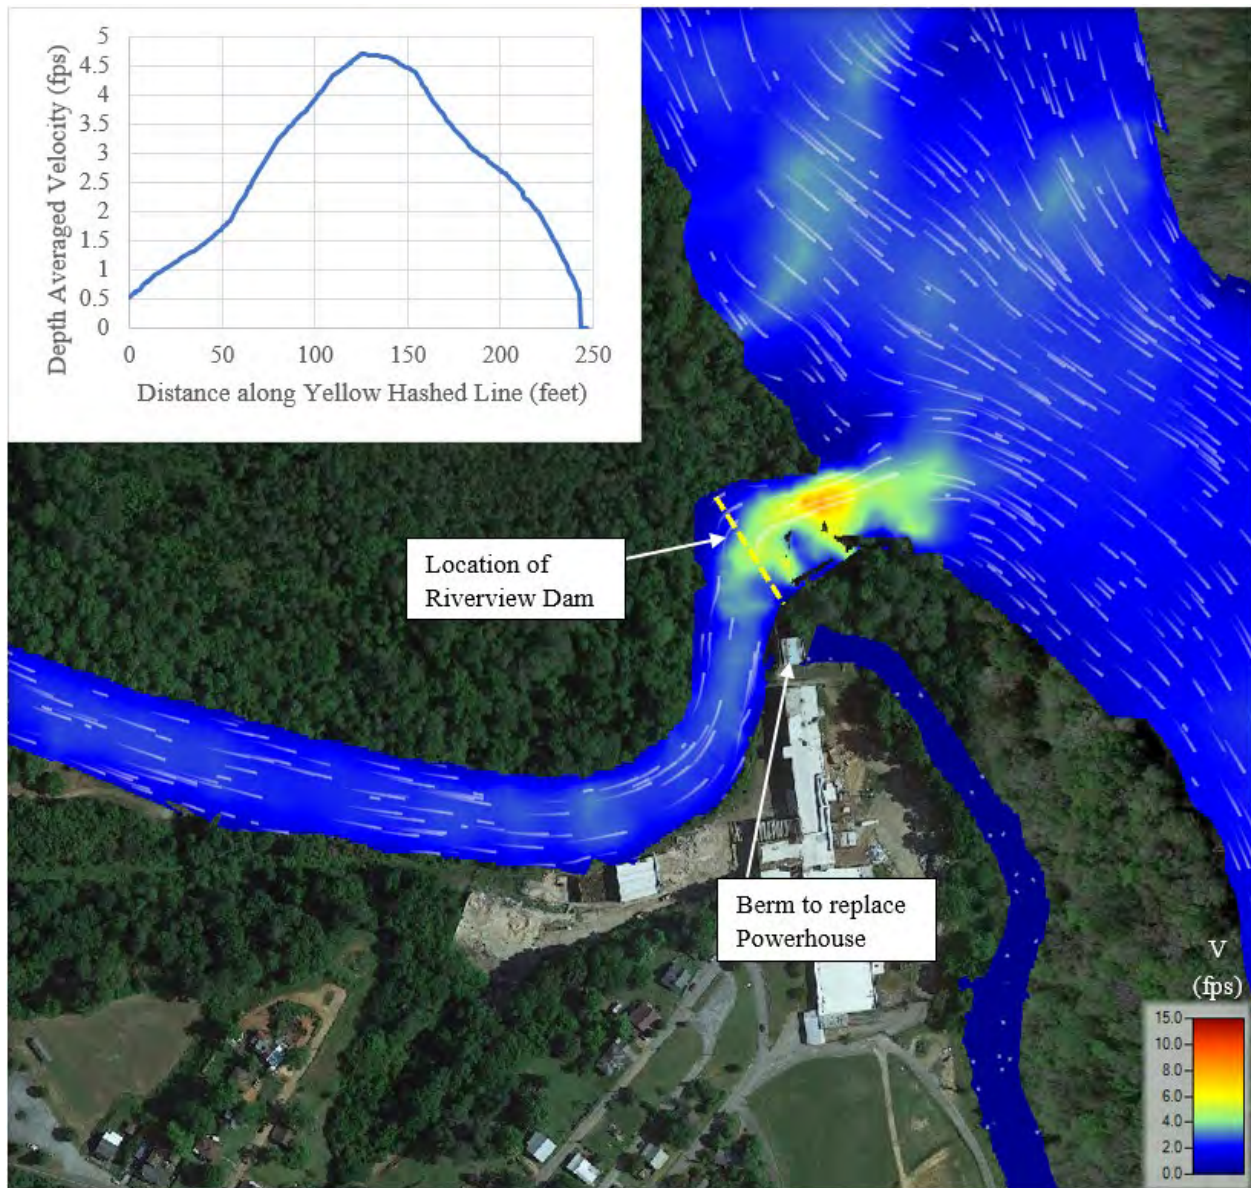 Depth Averaged Velocity (fps)
5
4.5
4
3.5
3
2.5
2
1.5
1
0.5
0
0 50 100 150 200 250
Distance along Yellow Hashed Line (feet)
Location of
Riverview Dam
Berm to replace
Powerhouse
V
(fps)
15.0
10.0
8.0
6.0
4.0
2.0
0.0